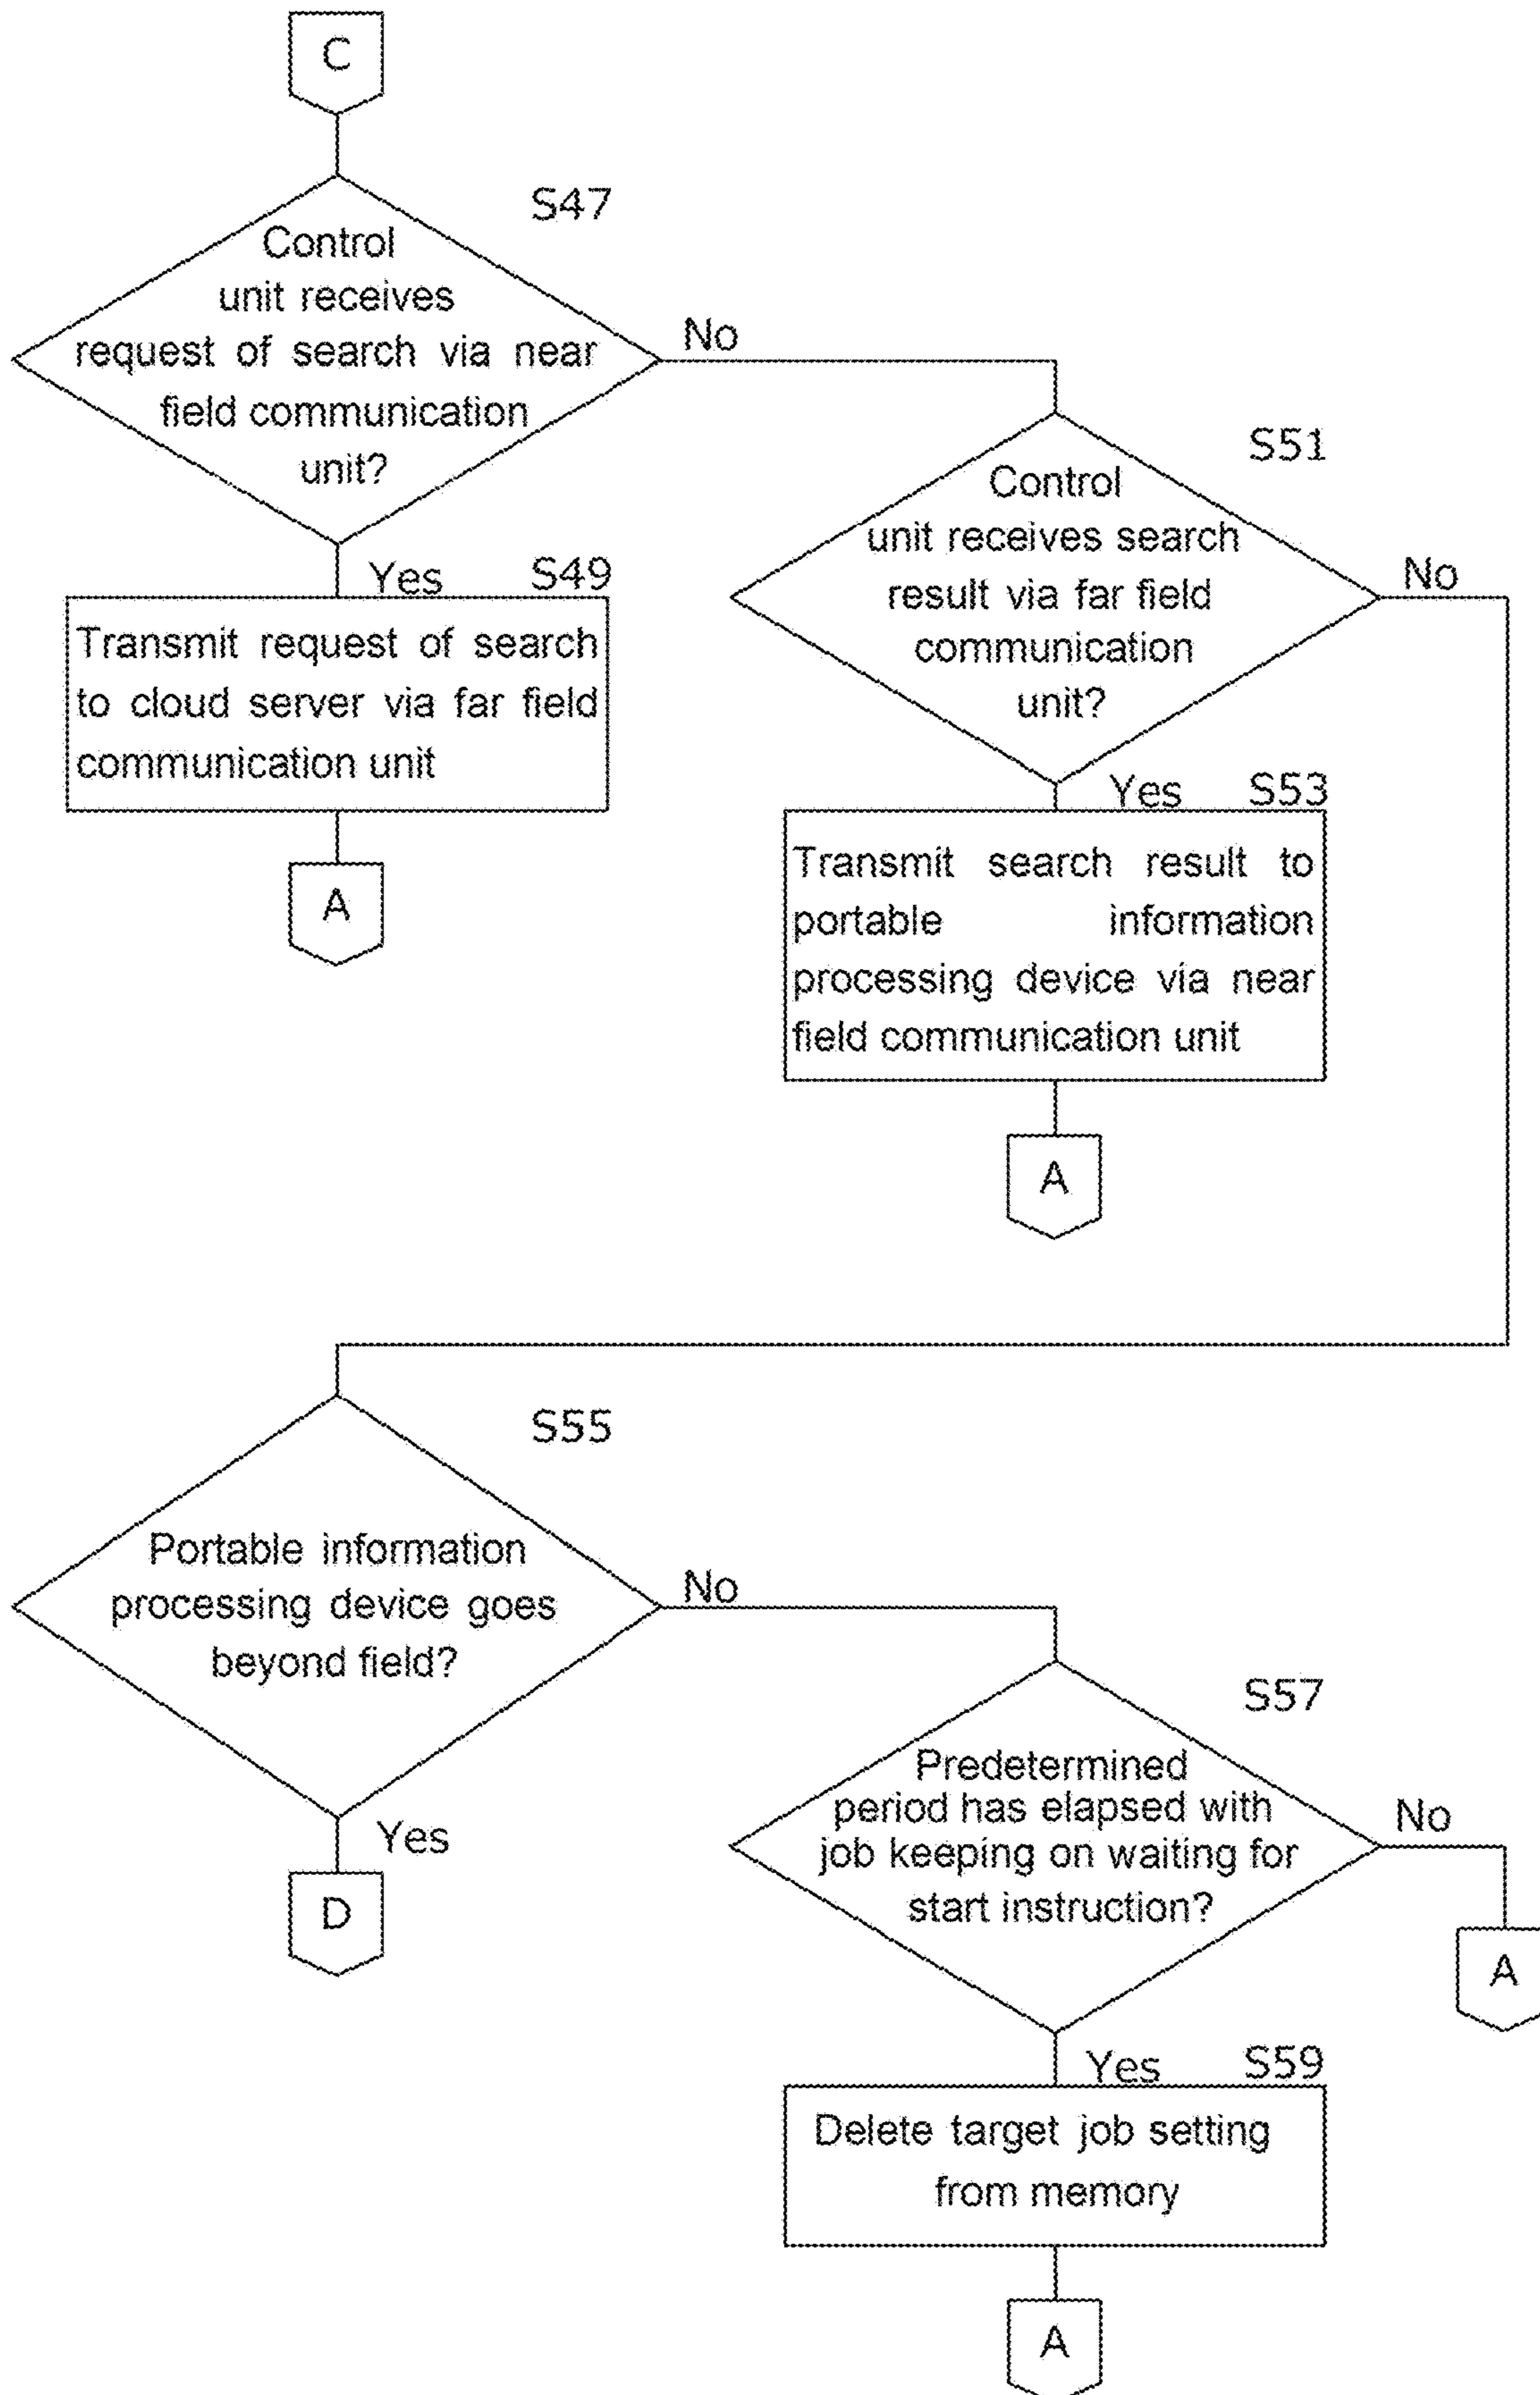 C
S47
Control
unit receives
request of search via near
field communication
unit?
No
Yes
S49
Transmit request of search
to cloud server via far field
communication unit
A
S51
Control
unit receives search
result via far field
communication
unit?
No
Yes
S53
Transmit search result to
portable information
processing device via near
field communication unit
A
S55
Portable information
processing device goes
beyond field?
No
Yes
D
S57
Predetermined
period has elapsed with
job keeping on waiting for
start instruction?
No
A
Yes
S59
Delete target job setting
from memory
A